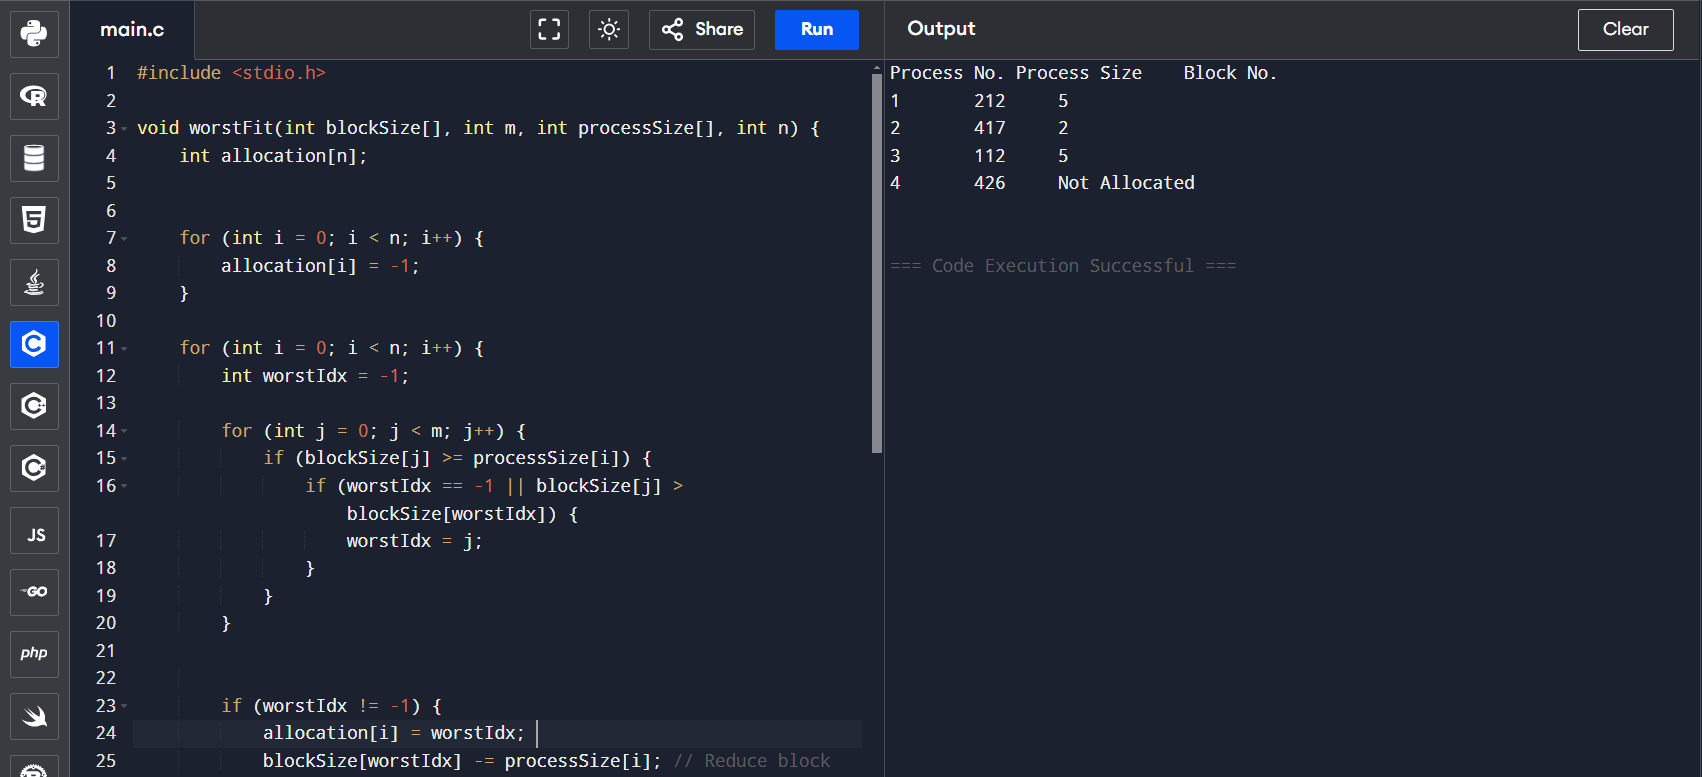 main.c
Share
Run
Output
Clear
1 #include <stdio.h>
2
3 void worstFit(int blockSize[], int m, int processSize[], int n) {
4     int allocation[n];
5
6
7     for (int i = 0; i < n; i++) {
8         allocation[i] = -1;
9     }
10
11     for (int i = 0; i < n; i++) {
12         int worstIdx = -1;
13
14         for (int j = 0; j < m; j++) {
15             if (blockSize[j] >= processSize[i]) {
16                 if (worstIdx == -1 || blockSize[j] >
blockSize[worstIdx]) {
17                     worstIdx = j;
18                 }
19             }
20         }
21
22
23         if (worstIdx != -1) {
24             allocation[i] = worstIdx;
25             blockSize[worstIdx] -= processSize[i]; // Reduce block
Process No. Process Size    Block No.
1       212     5
2       417     2
3       112     5
4       426     Not Allocated
=== Code Execution Successful ===
R
5
C
C
C
JS
GO
php